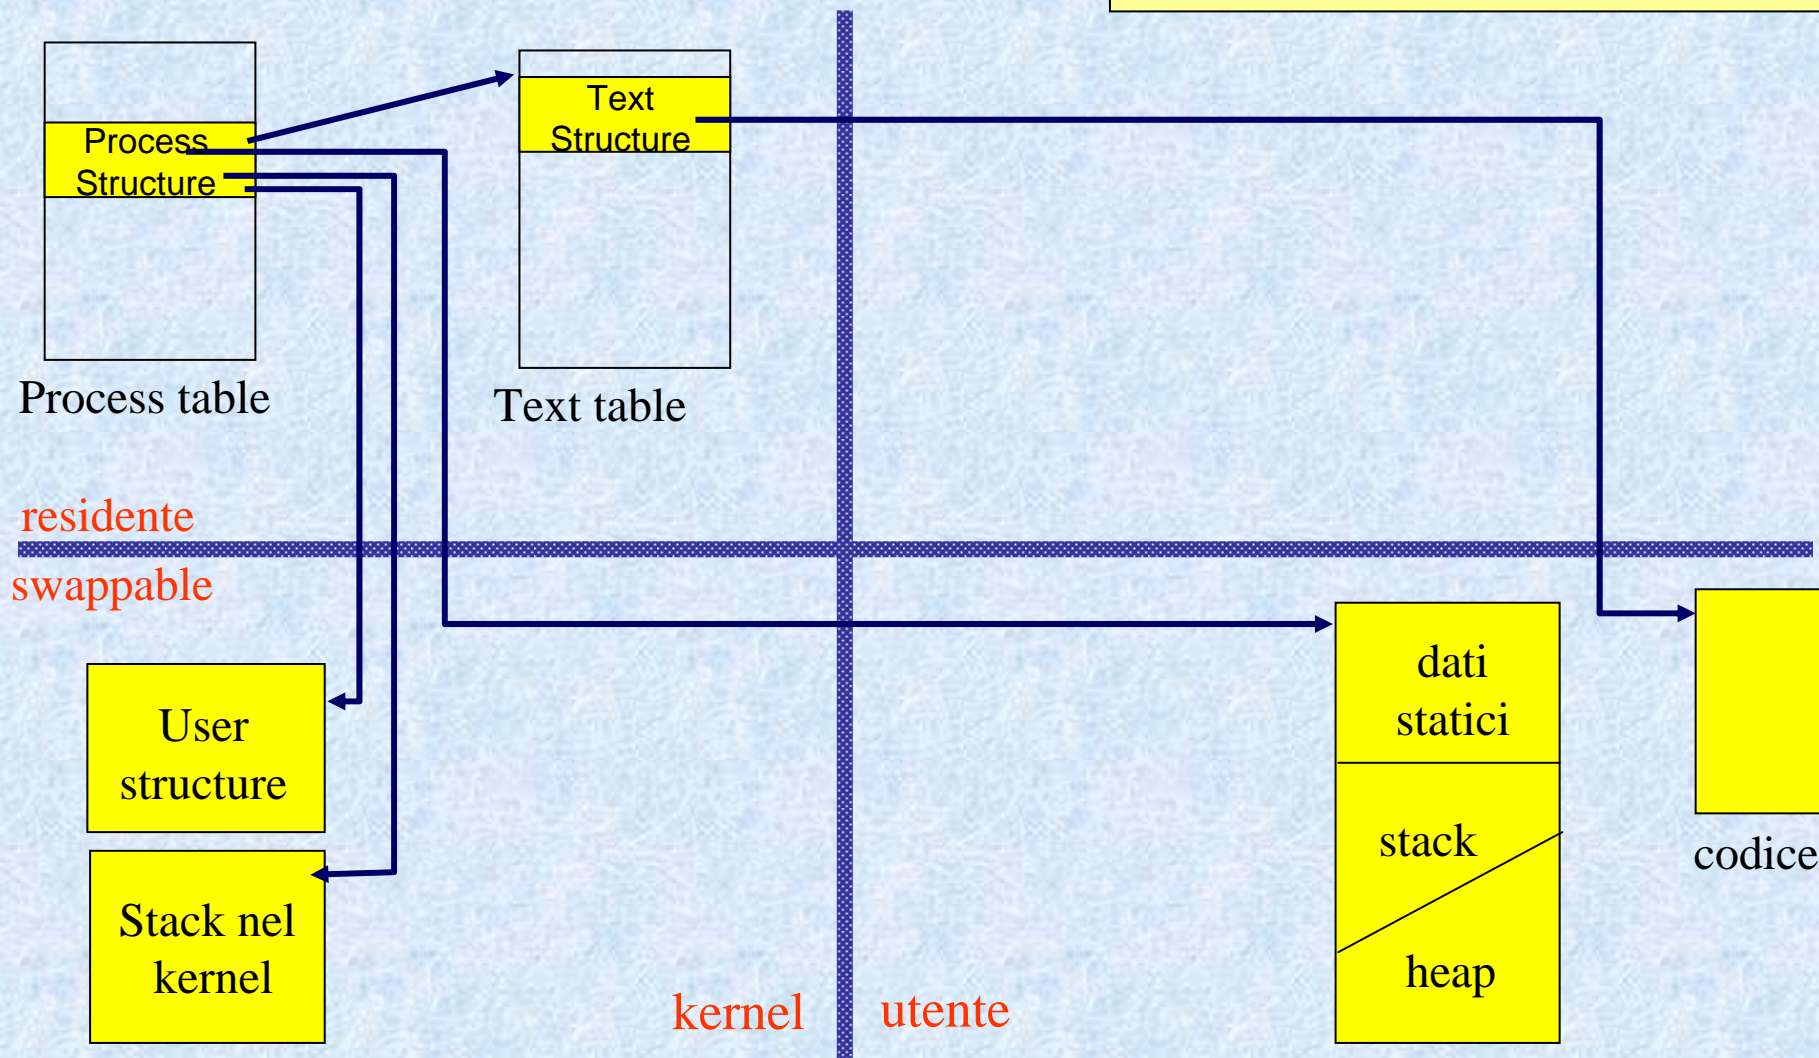 Process
Structure
Text
Structure
Process table
Text table
residente
swappable
User
structure
Stack nel
kernel
dati
statici
stack
heap
codice
kernel
utente